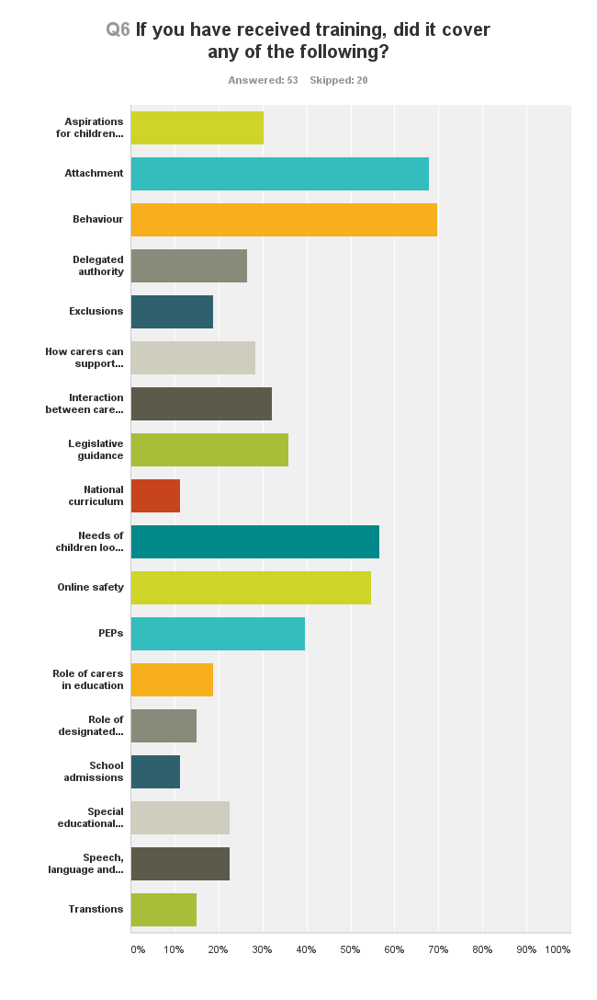 Q6 If you have received training, did it cover
any of the following?
Answered: 53 Skipped: 20
Aspirations
for children...
Attachment
Behaviour
Delegated
authority
Exclusions
How carers can
support...
Interaction
between care...
Legislative
guidance
National
curriculum
Needs of
children loo...
Online safety
PEPs
Role of carers
in education
Role of
designated...
School
admissions
Special
educational...
Speech,
language and...
Transtions
0% 10% 20% 30% 40% 50% 60% 70% 80% 90% 100%